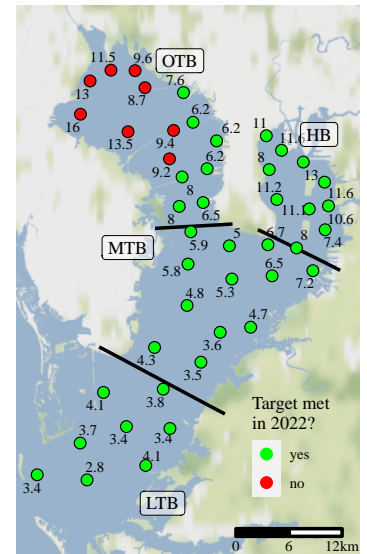 11.5 9.6
OTB
13 8.7 7.6
16 6.2
13.5 9.4 6.2
11 11.6 HB
9.2 6.2 8 13
8 6.5 11.2 11.1 11.6
10.6
MTB 5.9 5 6.7 8 7.4
5.8 5.3 6.5 7.2
4.8
3.6 4.7
4.3 3.5
4.1 3.8
3.7 3.4 3.4
3.4 2.8 4.1
LTB
Target met
in 2022?
yes
no
0 6 12km